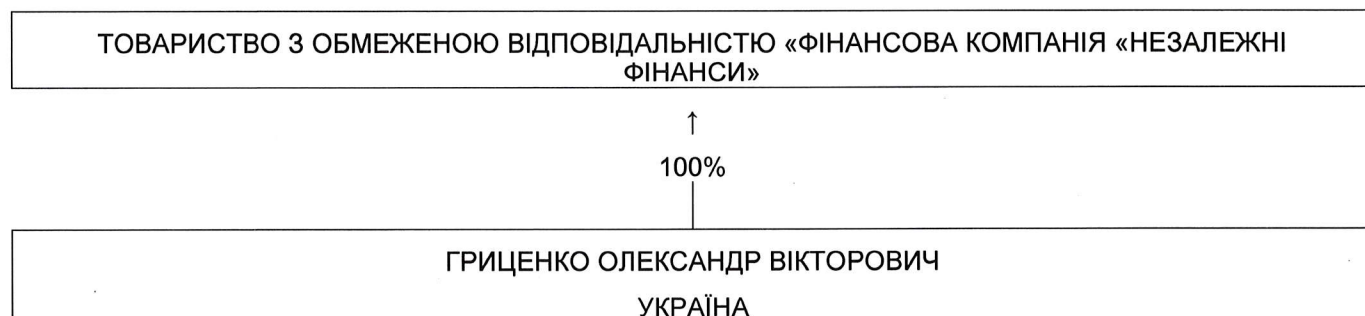 ТОВАРИСТВО З ОБМЕЖЕНОЮ ВІДПОВІДАЛЬНІСТЮ «ФІНАНСОВА КОМПАНІЯ «НЕЗАЛЕЖНІ
ФІНАНСИ»
↑
100%
ГРИЦЕНКО ОЛЕКСАНДР ВІКТОРОВИЧ
УКРАЇНА